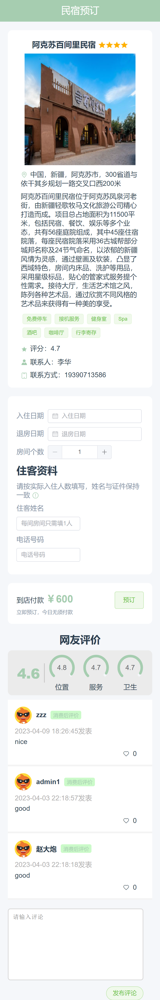 民宿预订
阿克苏百间里民宿
百间里
中国，新疆，阿克苏市，300省道与
依干其乡规划一路交叉口西200米
阿克苏百间里民宿位于阿克苏凤泉河老
街，由新疆轻歌牧马文化旅游公司精心
打造而成。项目总占地面积为11500平
米，包括民宿、餐饮、娱乐等多个业
态，共有56座庭院组成，其中45座住宿
院落，每座民宿院落采用36古城帮部分
城邦名称及24节气命名，以浓郁的新疆
风情为灵感，通过壁画及软装，凸显了
西域特色，房间内床品、洗护等用品，
采用星级标品，贴心的管家式服务提个
性需求。接待大厅，生活艺术馆之风，
陈列各种艺术品，通过欣赏不同风格的
艺术品来获得有一种美的享受。
免费停车 接机服务 健身室 Spa
酒吧 咖啡厅 行李寄存
评分：4.7
联系人：李华
联系方式：19390713586
入住日期 入住日期
退房日期 退房日期
房间个数 1
住客资料
请按实际入住人数填写，姓名与证件保持
一致
住客姓名
每间房间只需填1人
电话号码
电话号码
到店付款 ￥600 预订
立即预订，今日无须付款
网友评价
4.6 4.8 4.7 4.7
位置 服务 卫生
zzz 消费后评价
2023-04-09 18:26:45发表
nice
0
admin1 消费后评价
2023-04-03 22:18:57发表
good
0
赵大炮 消费后评价
2023-04-03 22:18:18发表
good
0
请输入评论
发布评论